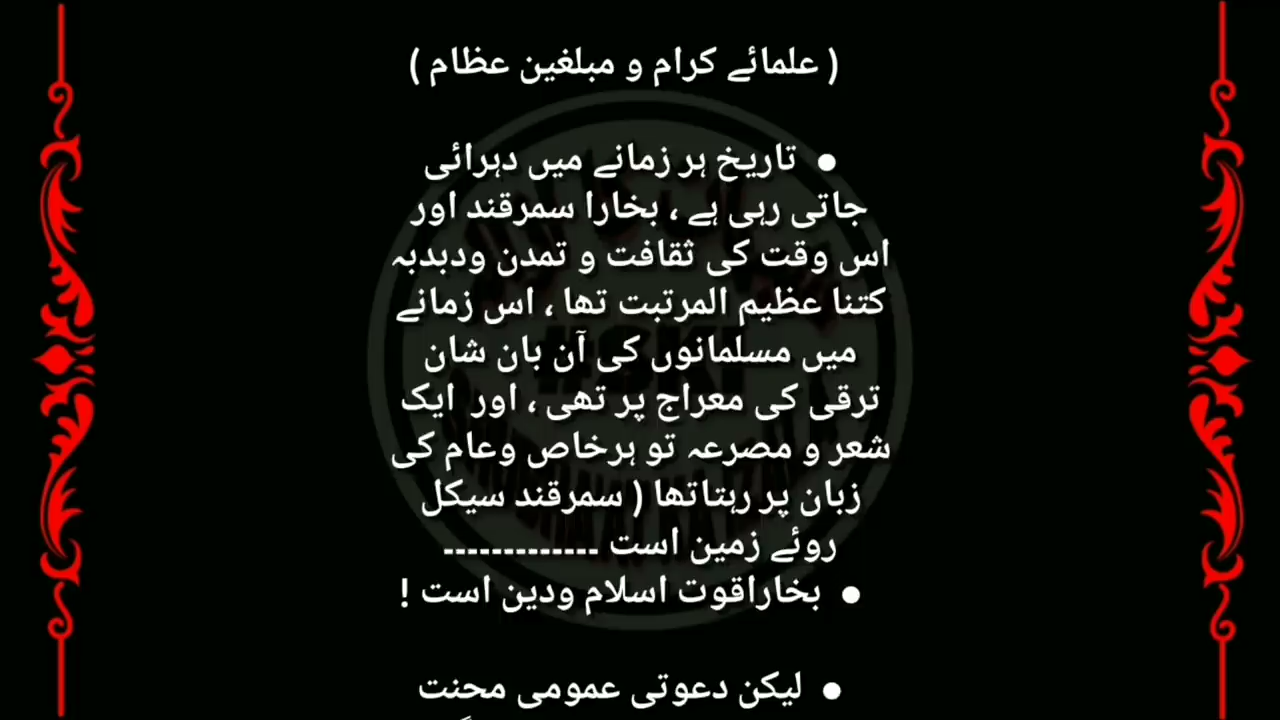 ( علمائے کرام و مبلغین عظام )
● تاریخ ہر زمانے میں دہرائی
جاتی رہی ہے ، بخارا سمرقند اور
اس وقت کی ثقافت و تمدن ودبدبہ
کتنا عظیم المرتبت تھا ، اس زمانے
میں مسلمانوں کی آن بان شان
ترقی کی معراج پر تھی ، اور ایک
شعر و مصرعہ تو ہرخاص وعام کی
زبان پر رہتاتھا ( سمرقند سیکل
روئے زمین است -------------
● بخاراقوت اسلام ودین است !
● لیکن دعوتی عمومی محنت